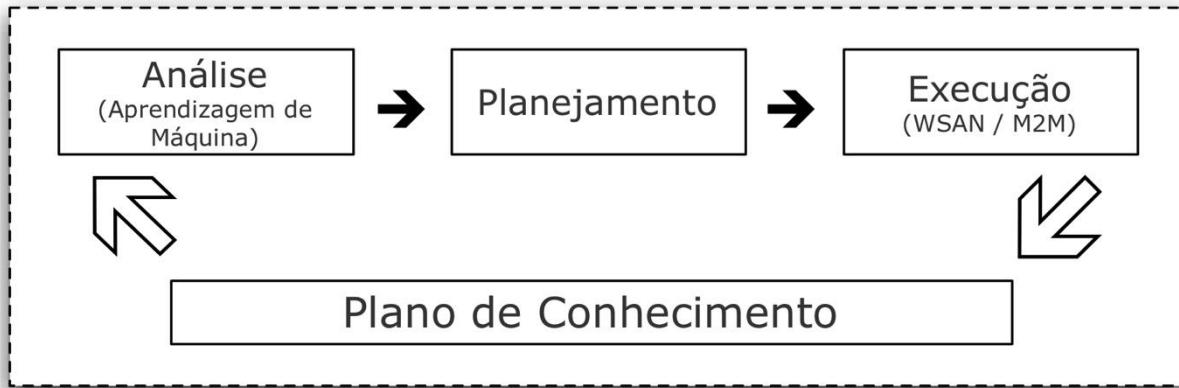 Análise
(Aprendizagem de
Máquina)
Planejamento
Execução
(WSAN / M2M)
Plano de Conhecimento